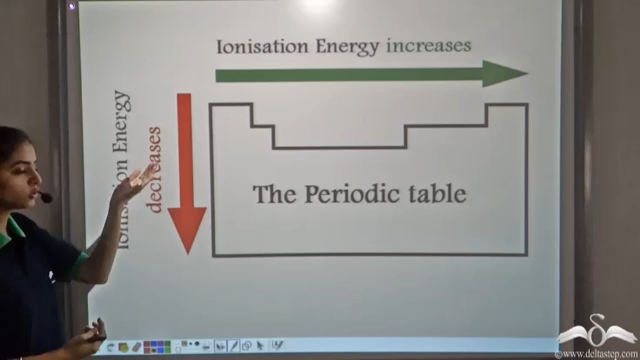 Ionisation Energy increases
Ionisation Energy
decreases
The Periodic table
©www.deltastep.com